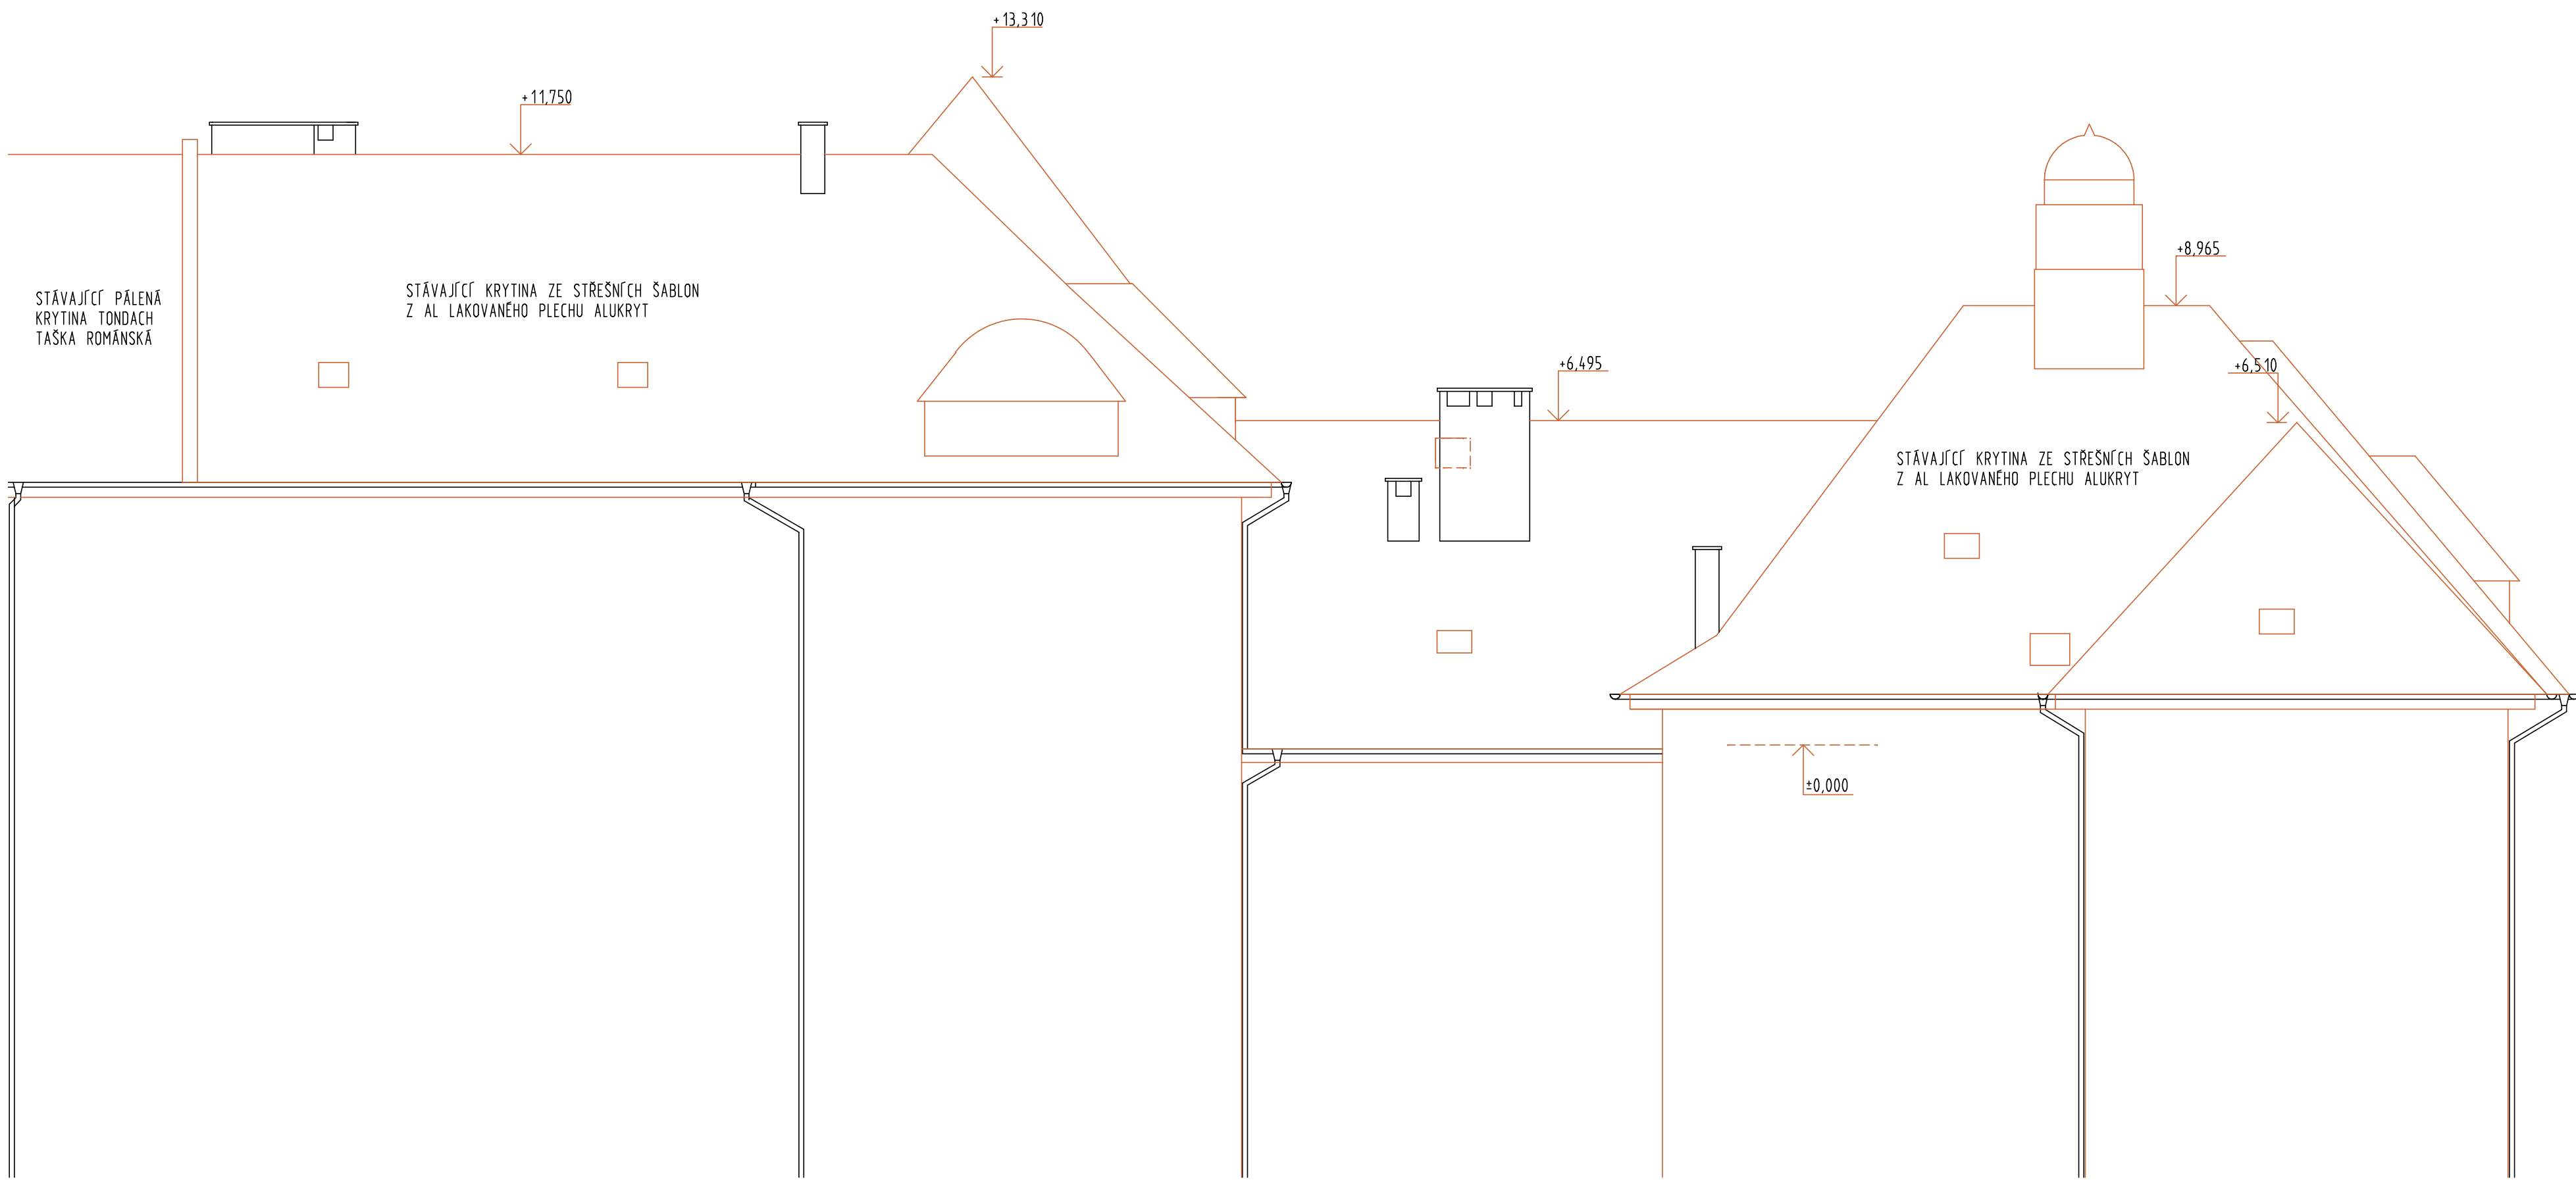 +13,310
+11,750
+8,965
STÁVAJÍCÍ PÁLENÁ
KRYTINA TONDACH
TAŠKA ROMÁNSKÁ
STÁVAJÍCÍ KRYTINA ZE STŘEŠNÍCH ŠABLON
Z AL LAKOVANÉHO PLECHU ALUKRYT
+6,495
+6,510
STÁVAJÍCÍ KRYTINA ZE STŘEŠNÍCH ŠABLON
Z AL LAKOVANÉHO PLECHU ALUKRYT
±0,000